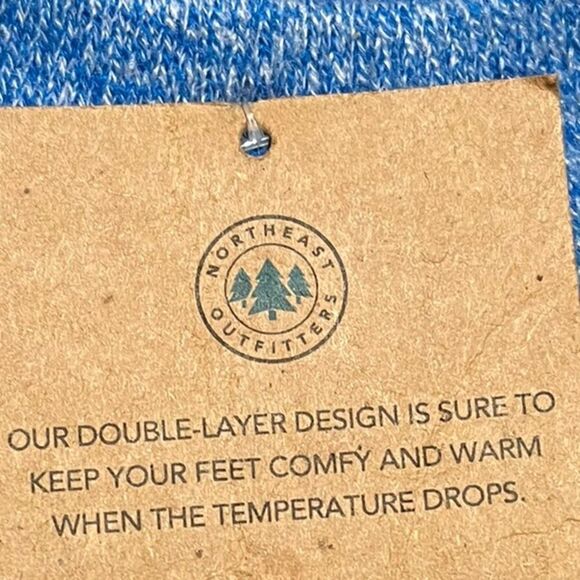 NORTHEAST
OUTFITTERS
OUR DOUBLE-LAYER DESIGN IS SURE TO
KEEP YOUR FEET COMFY AND WARM
WHEN THE TEMPERATURE DROPS.